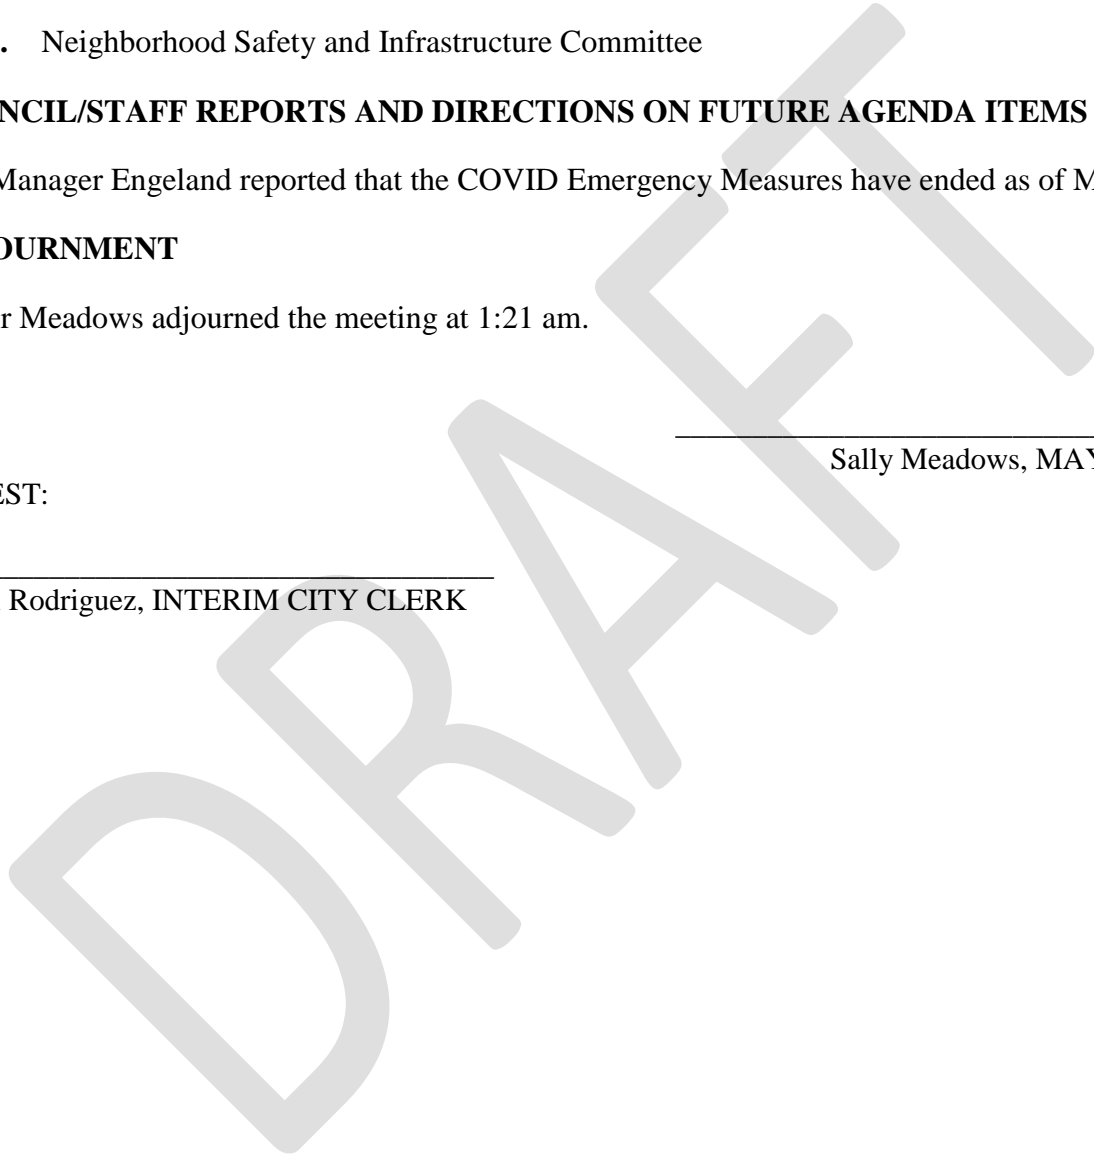 . Neighborhood Safety and Infrastructure Committee
NCIL/STAFF REPORTS AND DIRECTIONS ON FUTURE AGENDA ITEMS
Manager Engeland reported that the COVID Emergency Measures have ended as of M
OURNMENT
r Meadows adjourned the meeting at 1:21 am.
Sally Meadows, MAY
EST:
Rodriguez, INTERIM CITY CLERK
DRAFT